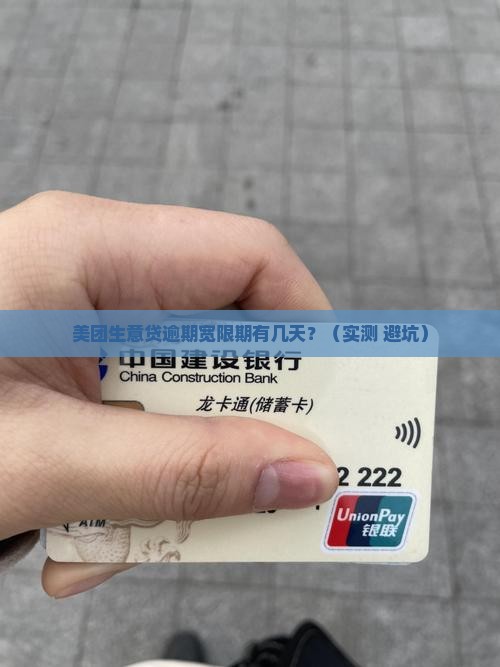 美团生意贷逾期宽限期有几天？（实测 避坑）
中国建设银行
China Construction Bank
龙卡通(储蓄卡)
2 222
ATM
UnionPay
银联